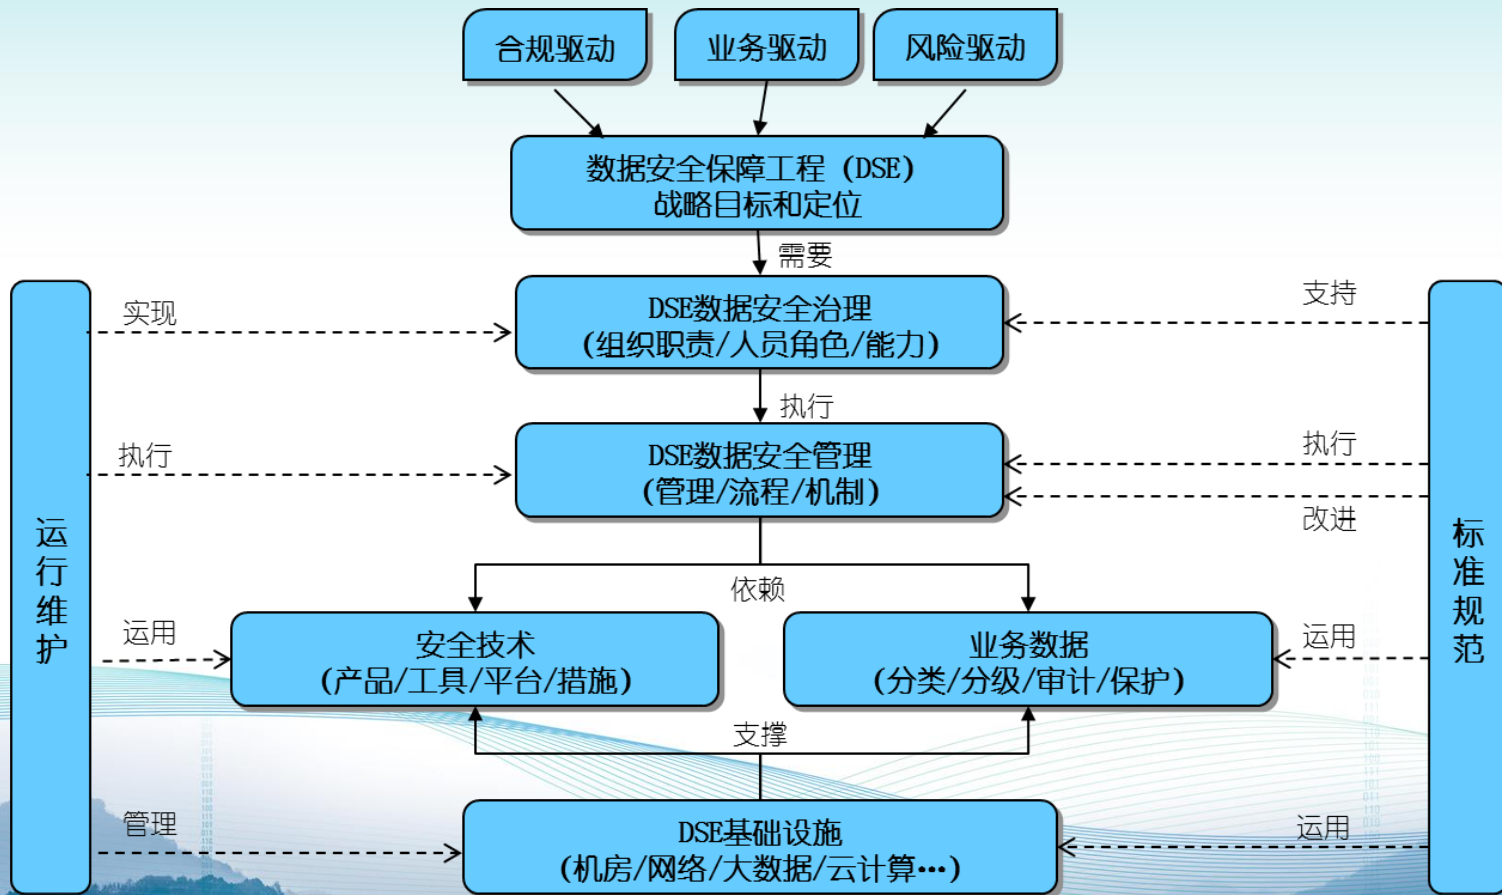 合规驱动
业务驱动
风险驱动
数据安全保障工程（DSE）
战略目标和定位
需要
DSE数据安全治理
（组织职责/人员角色/能力）
实现
支持
执行
DSE数据安全管理
（管理/流程/机制）
执行
执行
改进
依赖
运行维护
标准规范
安全技术
（产品/工具/平台/措施）
业务数据
（分类/分级/审计/保护）
运用
运用
支撑
DSE基础设施
（机房/网络/大数据/云计算…）
管理
运用